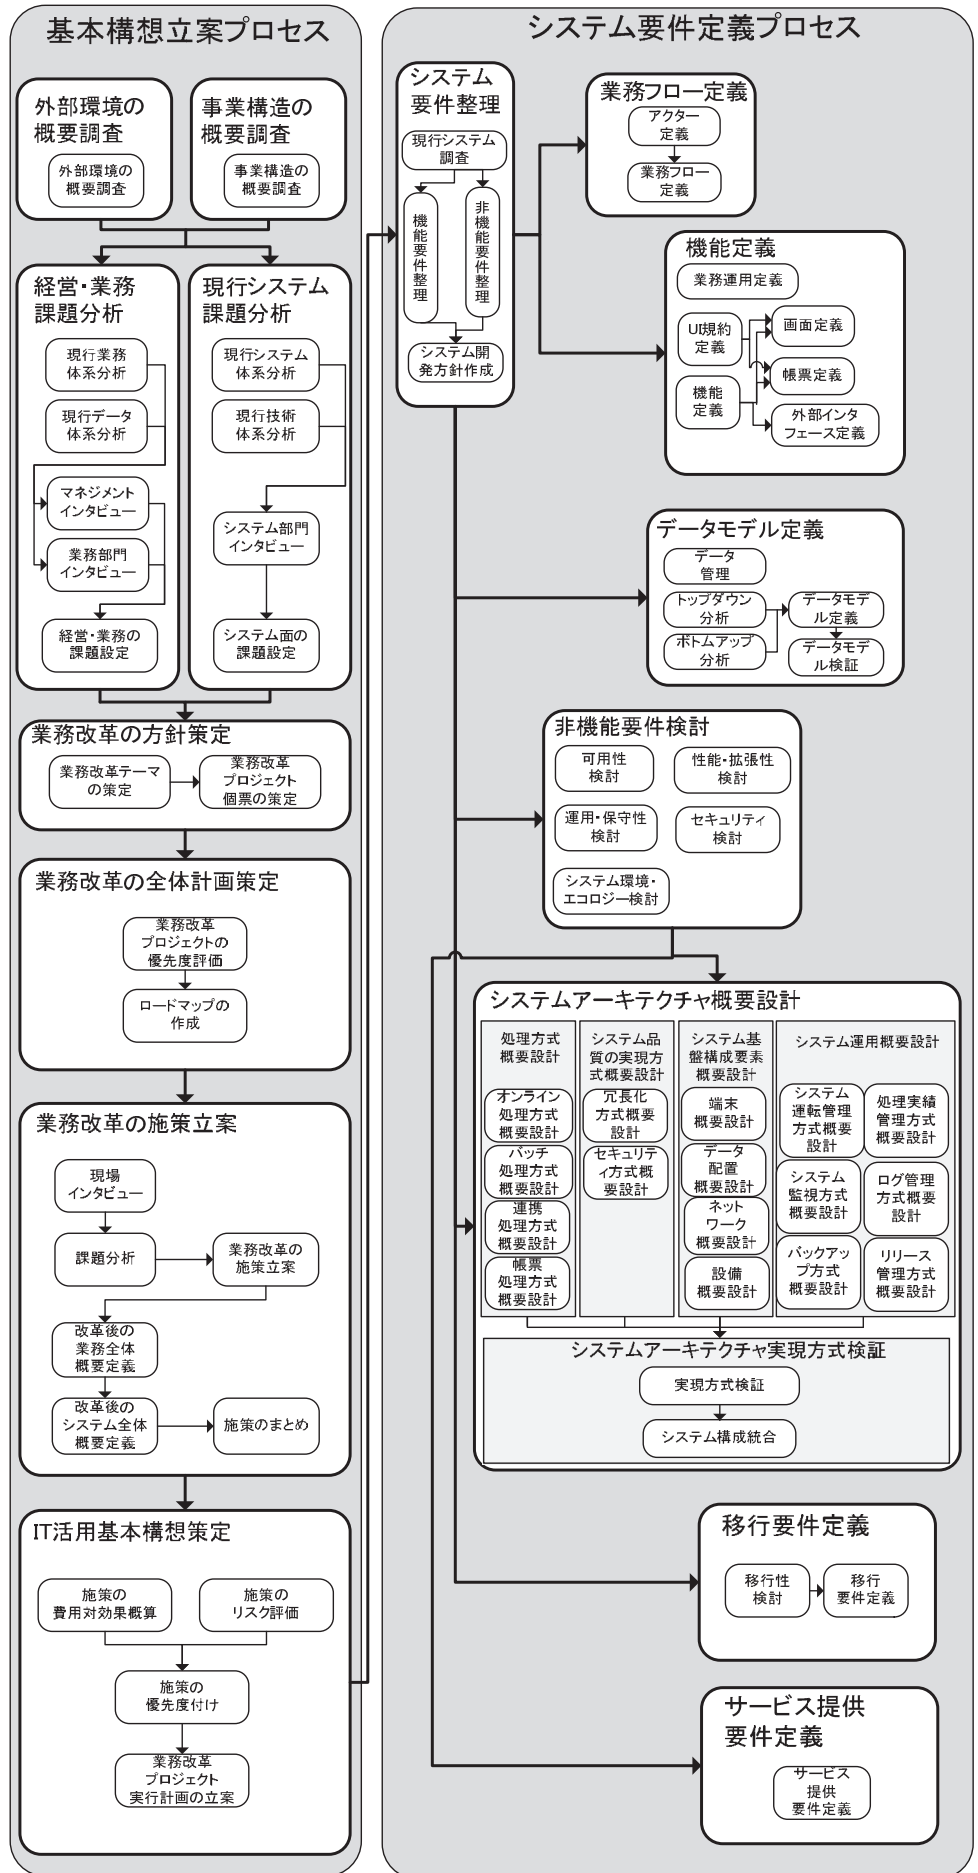 基本構想立案プロセス
外部環境の
概要調査
外部環境の
概要調査
事業構造の
概要調査
事業構造の
概要調査
経営・業務
課題分析
現行業務
体系分析
現行データ
体系分析
マネジメント
インタビュー
業務部門
インタビュー
経営・業務の
課題設定
現行システム
課題分析
現行システム
体系分析
現行技術
体系分析
システム部門
インタビュー
システム面の
課題設定
業務改革の方針策定
業務改革テーマ
の策定
業務改革
プロジェクト
個票の策定
業務改革の全体計画策定
業務改革
プロジェクトの
優先度評価
ロードマップの
作成
業務改革の施策立案
現場
インタビュー
課題分析
業務改革の
施策立案
改革後の
業務全体
概要定義
改革後の
システム全体
概要定義
施策のまとめ
IT活用基本構想策定
施策の
費用対効果概算
施策の
リスク評価
施策の
優先度付け
業務改革
プロジェクト
実行計画の立案
システム要件定義プロセス
システム
要件整理
現行システム
調査
機能要件整理
非機能要件整理
システム開
発方針作成
業務フロー定義
アクター
定義
業務フロー
定義
機能定義
業務運用定義
UI規約
定義
機能
定義
画面定義
帳票定義
外部インタ
フェース定義
データモデル定義
データ
管理
トップダウン
分析
ボトムアップ
分析
データモデ
ル定義
データモデ
ル検証
非機能要件検討
可用性
検討
性能・拡張性
検討
運用・保守性
検討
セキュリティ
検討
システム環境・
エコロジー検討
システムアーキテクチャ概要設計
処理方式
概要設計
オンライン
処理方式
概要設計
バッチ
処理方式
概要設計
連携
処理方式
概要設計
帳票
処理方式
概要設計
システム品
質の実現方
式概要設計
冗長化
方式概要
設計
セキュリテ
ィ方式概
要設計
システム基
盤構成要素
概要設計
端末
概要設計
データ
配置
概要設計
ネット
ワーク
概要設計
設備
概要設計
システム運用概要設計
システム
運転管理
方式概要
設計
処理実績
管理方式
概要設計
システム
監視方式
概要設計
ログ管理
方式概要
設計
バックアッ
プ方式
概要設計
リリース
管理方式
概要設計
システムアーキテクチャ実現方式検証
実現方式検証
システム構成統合
移行要件定義
移行性
検討
移行
要件定義
サービス提供
要件定義
サービス
提供
要件定義